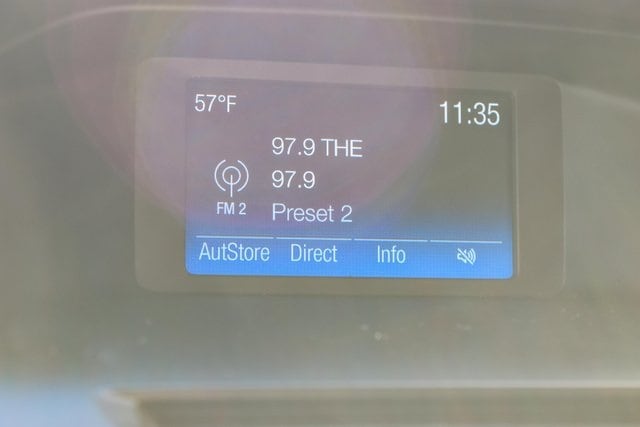 57°F 11:35
97.9 THE
97.9
FM 2 Preset 2
AutStore Direct Info